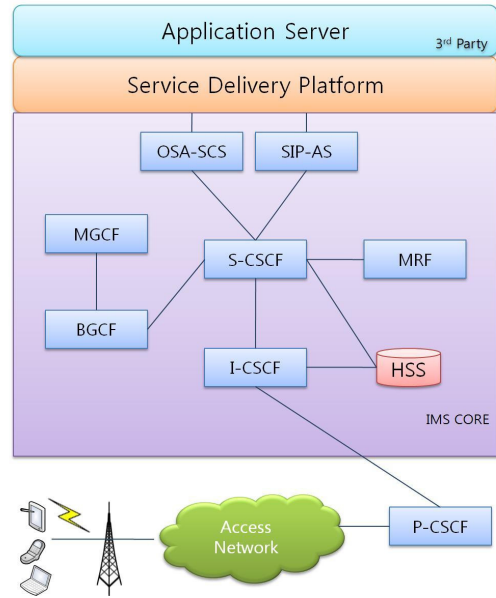 Application Server
3rd Party
Service Delivery Platform
OSA-SCS
SIP-AS
MGCF
S-CSCF
MRF
BGCF
I-CSCF
HSS
IMS CORE
Access
Network
P-CSCF